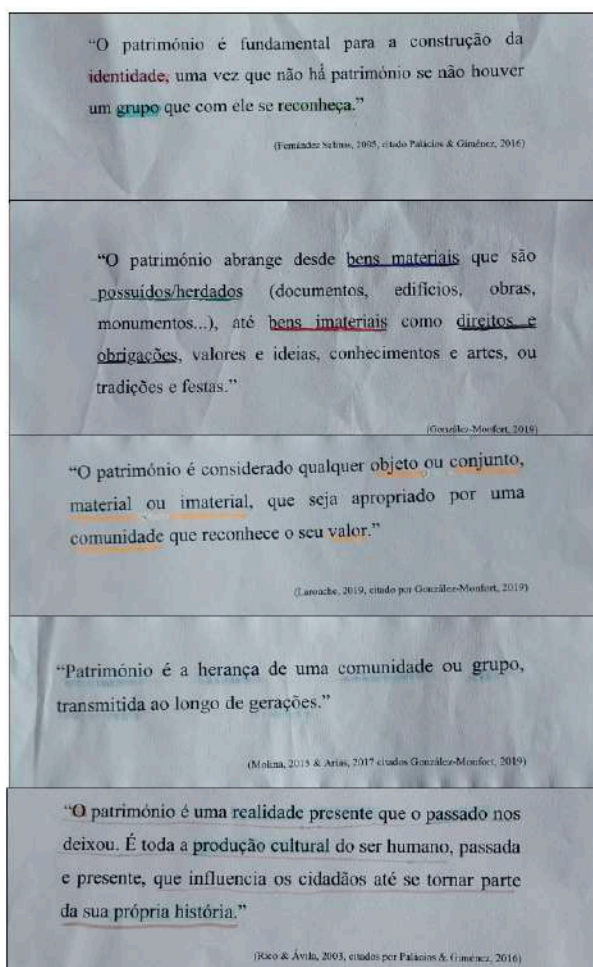 “O património é fundamental para a construção da
identidade, uma vez que não há património se não houver
um grupo que com ele se reconheça.”
(Fernández Salinas, 2005, citado Palácios & Giménez, 2016)
“O património abrange desde bens materiais que são
possuídos/herdados (documentos, edifícios, obras,
monumentos...), até bens imateriais como direitos e
obrigações, valores e ideias, conhecimentos e artes, ou
tradições e festas.”
(González-Monfort, 2019)
“O património é considerado qualquer objeto ou conjunto,
material ou imaterial, que seja apropriado por uma
comunidade que reconhece o seu valor.”
2019, citado por González-Monfort, 2019)
“Património é a herança de uma comunidade ou grupo,
transmitida ao longo de gerações.”
(Molina, 2015 & Arias, 2017 citados González-Monfort, 2019)
“O património é uma realidade presente que o passado nos
deixou. É toda a produção cultural do ser humano, passada
e presente, que influencia os cidadãos até se tornar parte
da sua própria história.”
(Rico & Ávila, 2003, citados por Palácios & Giménez, 2016)